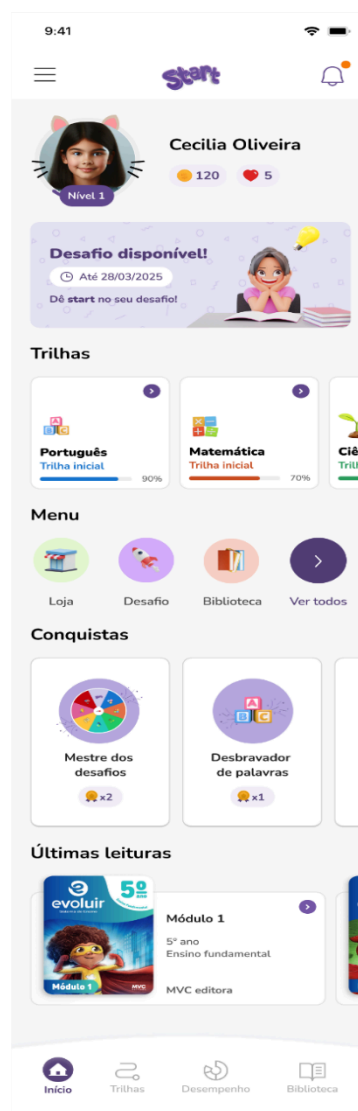 9:41
Start
Cecilia Oliveira
120
5
Nível 1
Desafio disponível!
Até 28/03/2025
Dê start no seu desafio!
Trilhas
Português
Trilha inicial
90%
Matemática
Trilha inicial
70%
Ciê
Tril
Menu
Loja
Desafio
Biblioteca
Ver todos
Conquistas
Mestre dos
desafios
x2
A
B
C
Desbravador
de palavras
x1
Últimas leituras
evoluir
5º
ano
Módulo 1
MVC
Módulo 1
5° ano
Ensino fundamental
MVC editora
Início
Trilhas
Desempenho
Biblioteca